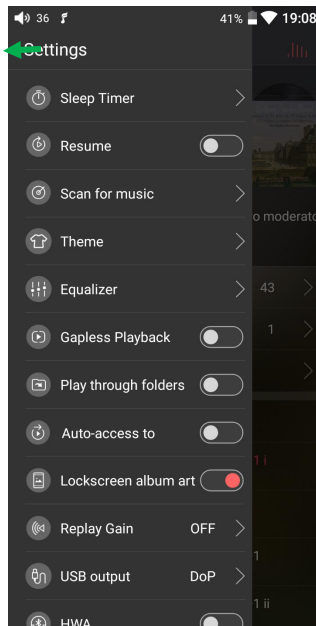 36 41% 19:08
Settings
Sleep Timer
Resume
Scan for music
o moderato
Theme
Equalizer
43
Gapless Playback
1
Play through folders
Auto-access to
Lockscreen album art
1 i
Replay Gain OFF
USB output DoP
1
HWA
1 ii